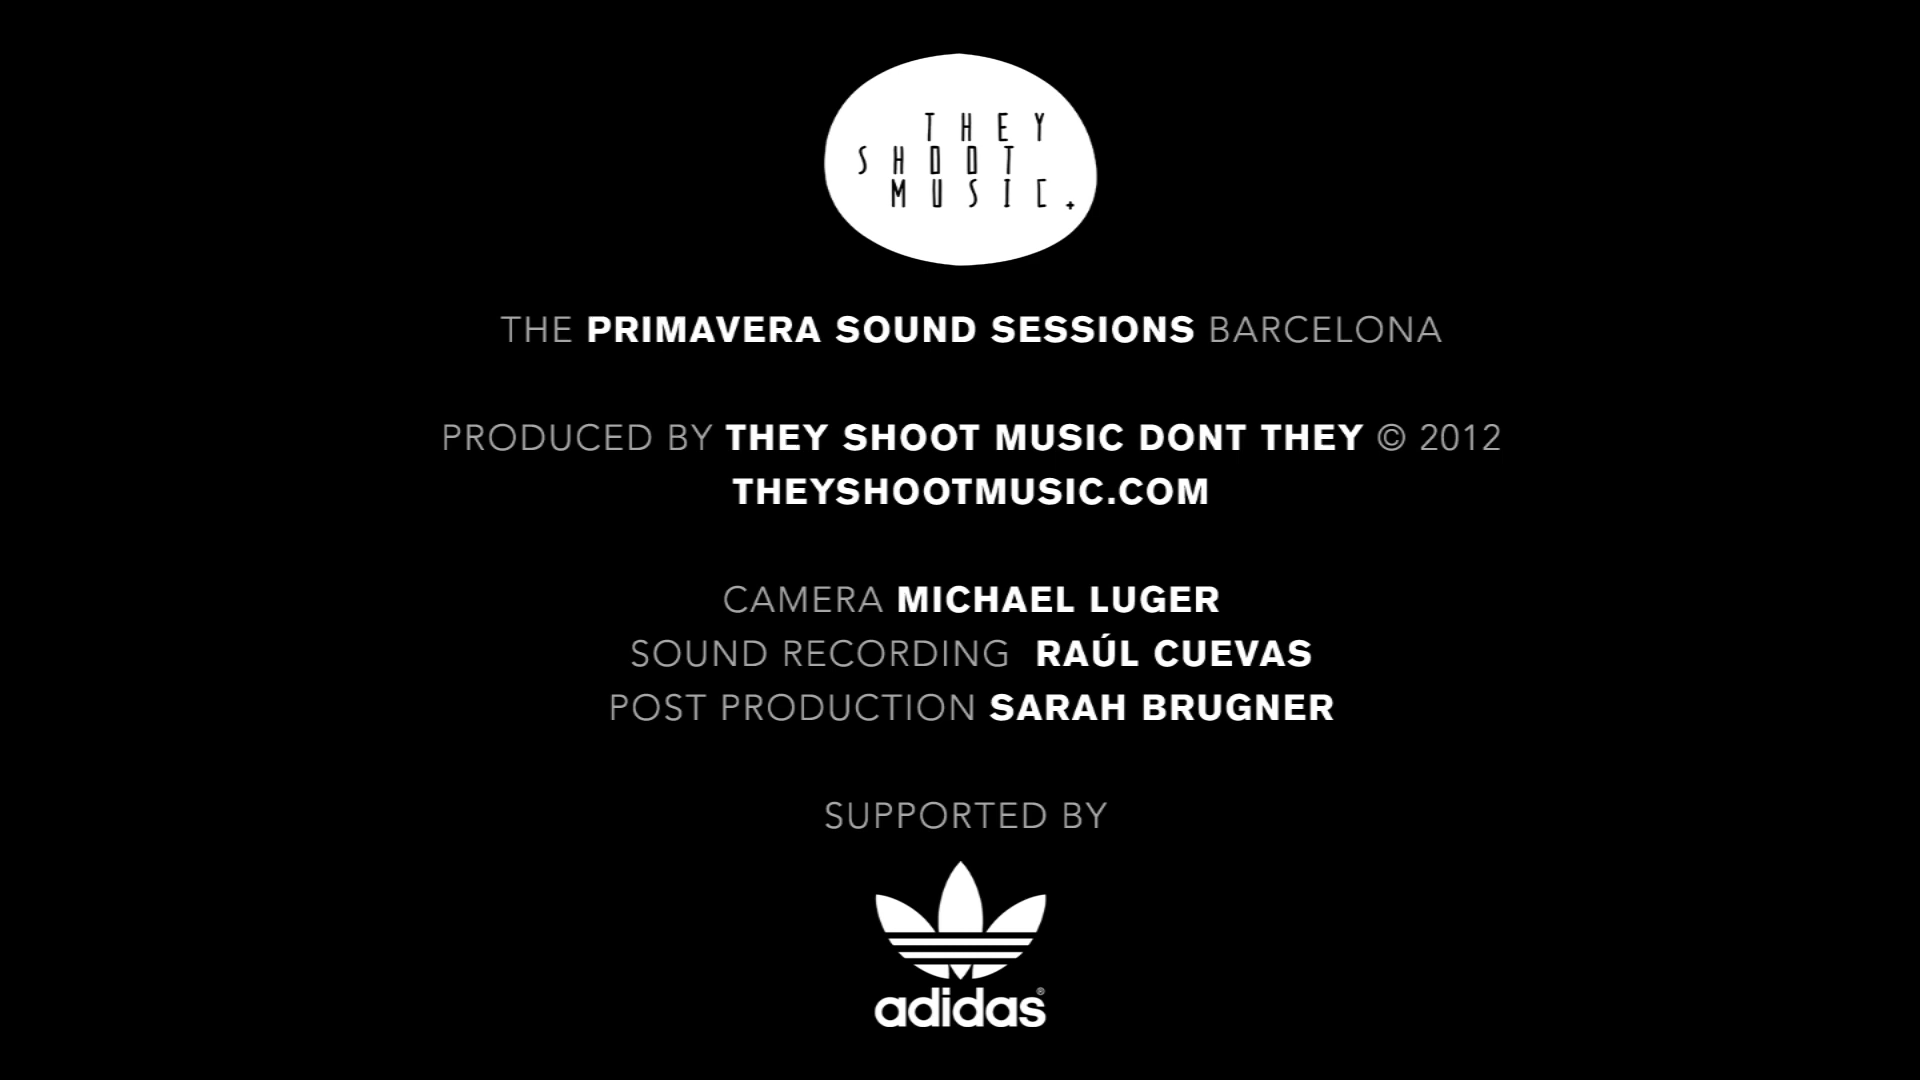 THEY
SHOOT
MUSIC.
THE PRIMAVERA SOUND SESSIONS BARCELONA
PRODUCED BY THEY SHOOT MUSIC DONT THEY © 2012
THEYSHOOTMUSIC.COM
CAMERA MICHAEL LUGER
SOUND RECORDING RAÚL CUEVAS
POST PRODUCTION SARAH BRUGNER
SUPPORTED BY
adidas®